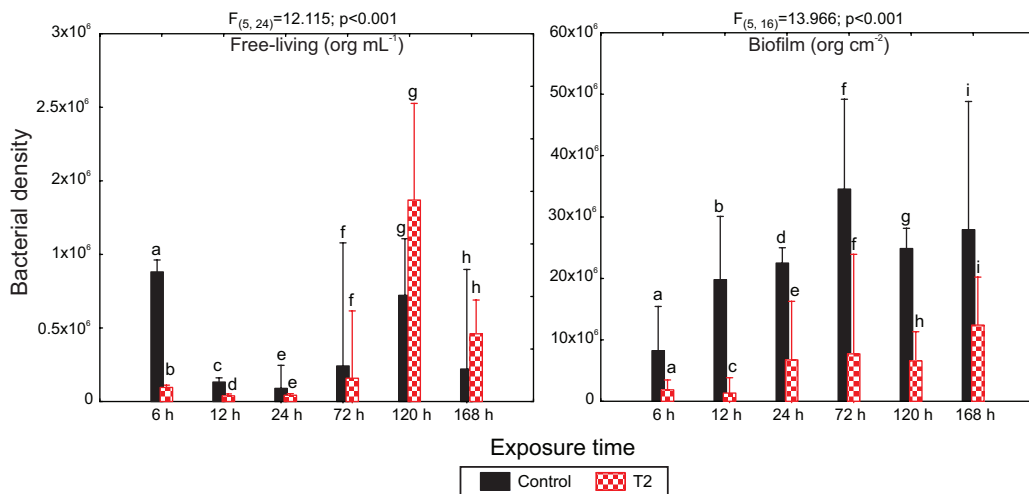 F(5, 24)=12.115; p<0.001
Free-living (org mL⁻¹)
3x10⁶
2.5x10⁶
2x10⁶
1x10⁶
0.5x10⁶
0
Bacterial density
a
b
c
d
e
e
f
f
g
g
h
h
6 h 12 h 24 h 72 h 120 h 168 h
F(5, 16)=13.966; p<0.001
Biofilm (org cm⁻²)
60x10⁶
50x10⁶
40x10⁶
30x10⁶
20x10⁶
10x10⁶
0
a
a
b
c
d
e
f
f
g
h
i
i
6 h 12 h 24 h 72 h 120 h 168 h
Exposure time
Control T2